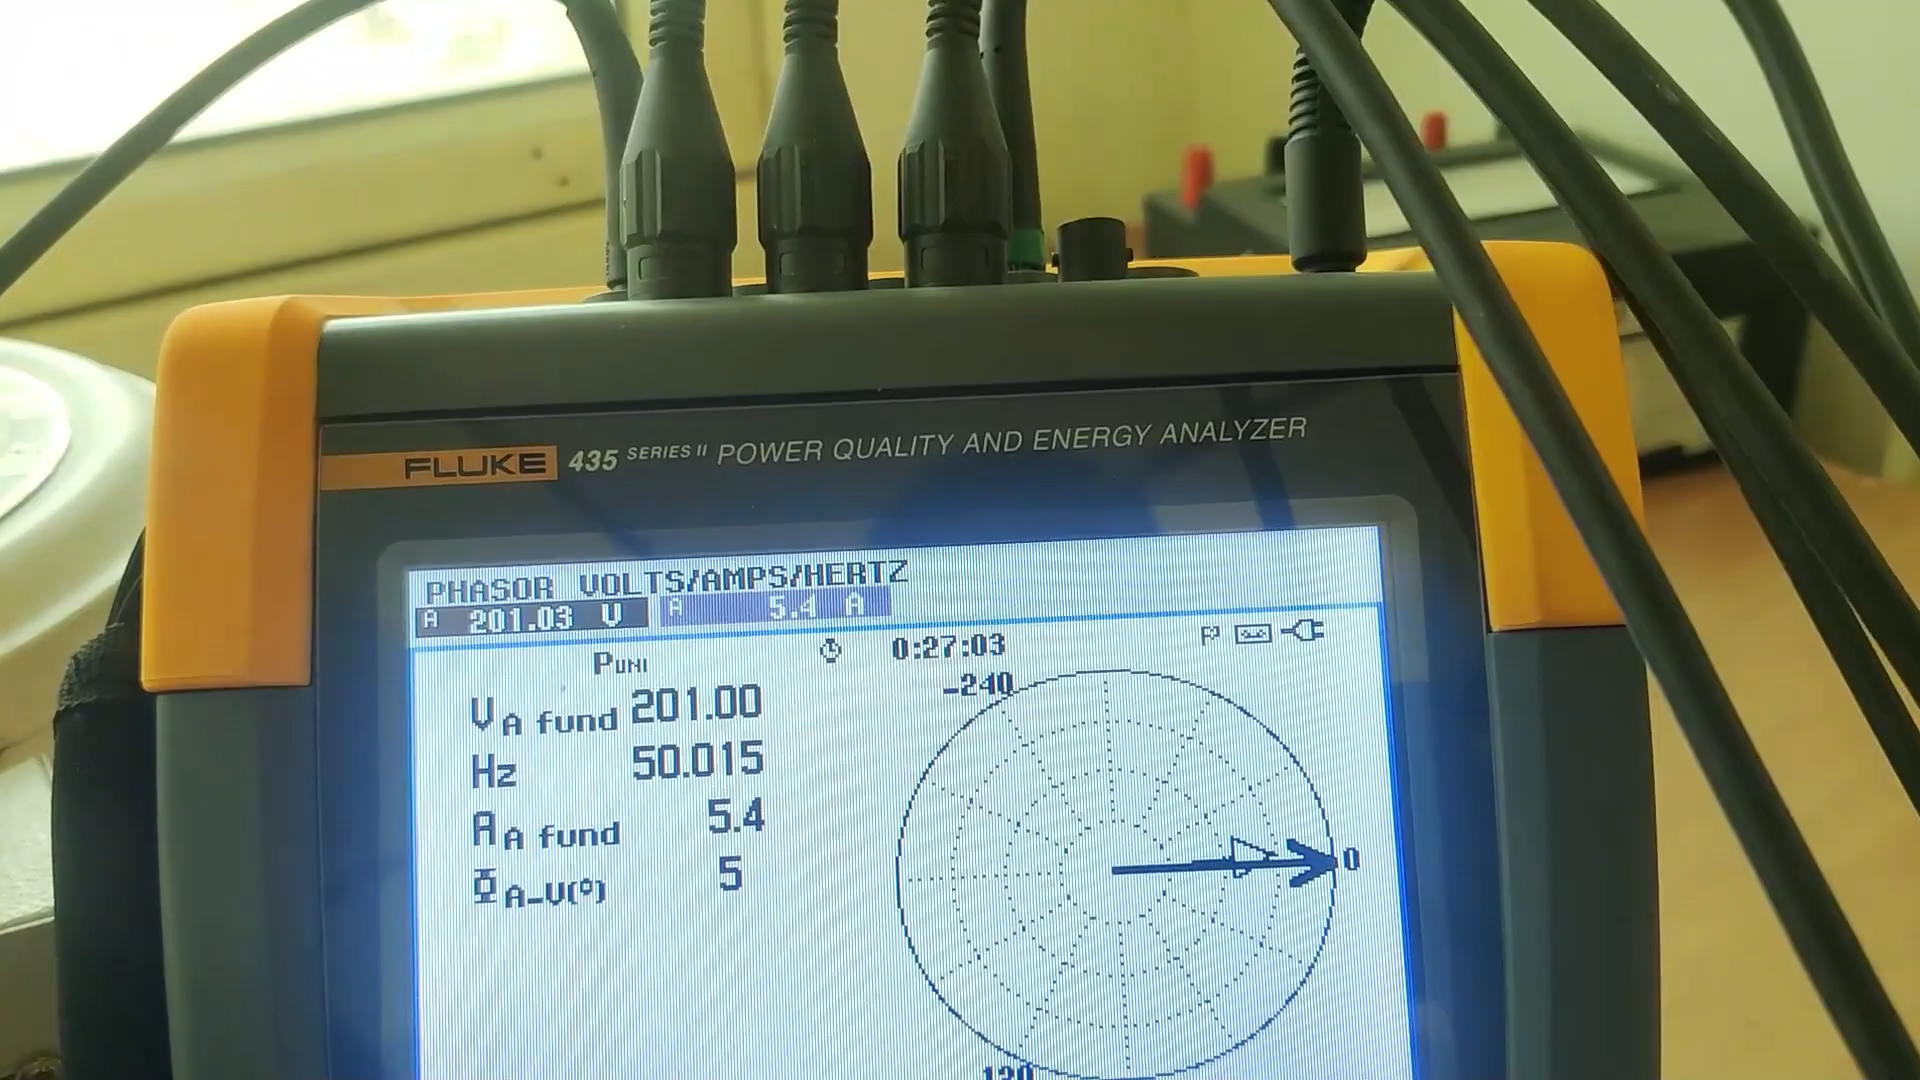 FLUKE 435 SERIES II POWER QUALITY AND ENERGY ANALYZER
PHASOR VOLTS/AMPS/HERTZ
A 201.03 V A 5.4 A
PUNI 0:27:03
-240
VA fund 201.00
Hz 50.015
AA fund 5.4
0
ΦA-V(°) 5
120